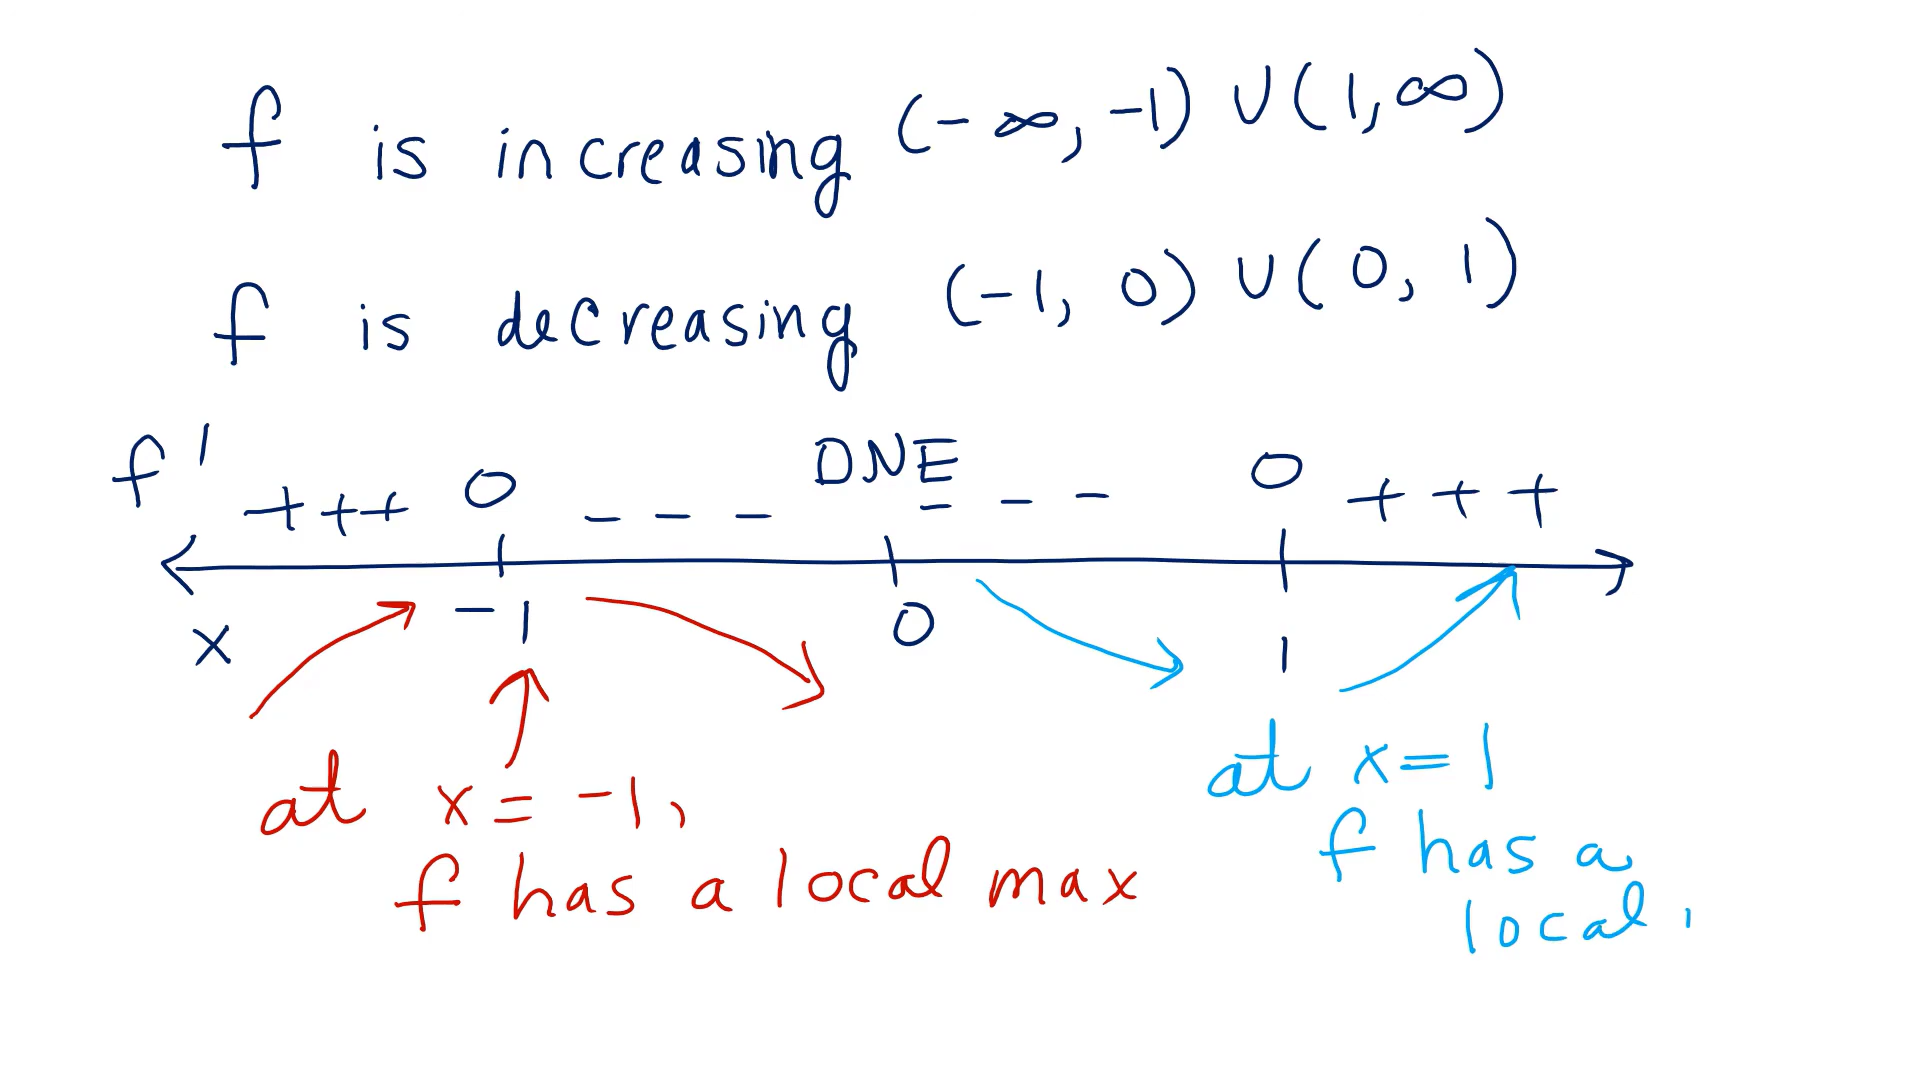 f is increasing (-∞, -1) ∪ (1, ∞)
f is decreasing (-1, 0) ∪ (0, 1)
f' +++ 0 - - - DNE - - - 0 + + +
x -1 0 1
at x = -1,
f has a local max
at x = 1
f has a
local